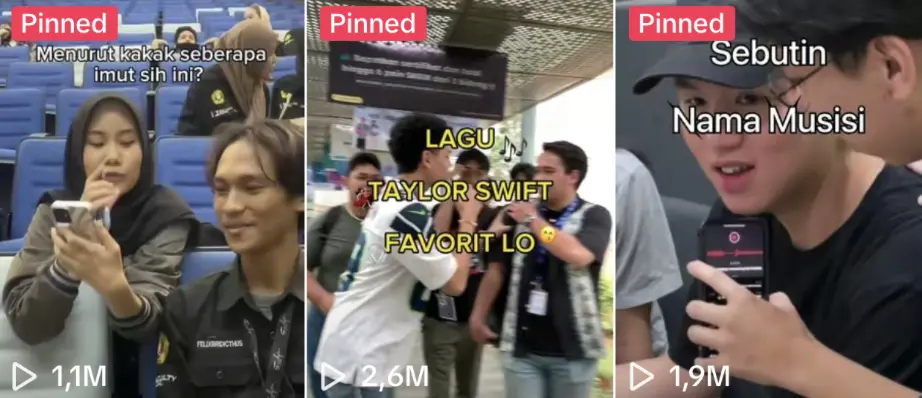 Pinned
Menurut kakak seberapa
imut sih ini?
FELIXBRIDICTHUS
1,1M
Pinned
LAGU
TAYLOR SWIFT
FAVORIT LO
2,6M
Pinned
Sebutin
Nama Musisi
1,9M